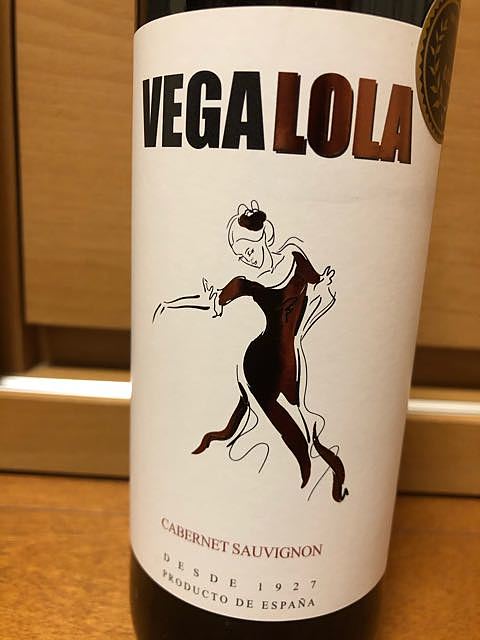 VEGA LOLA
CABERNET SAUVIGNON
DESDE 1927
PRODUCTO DE ESPAÑA